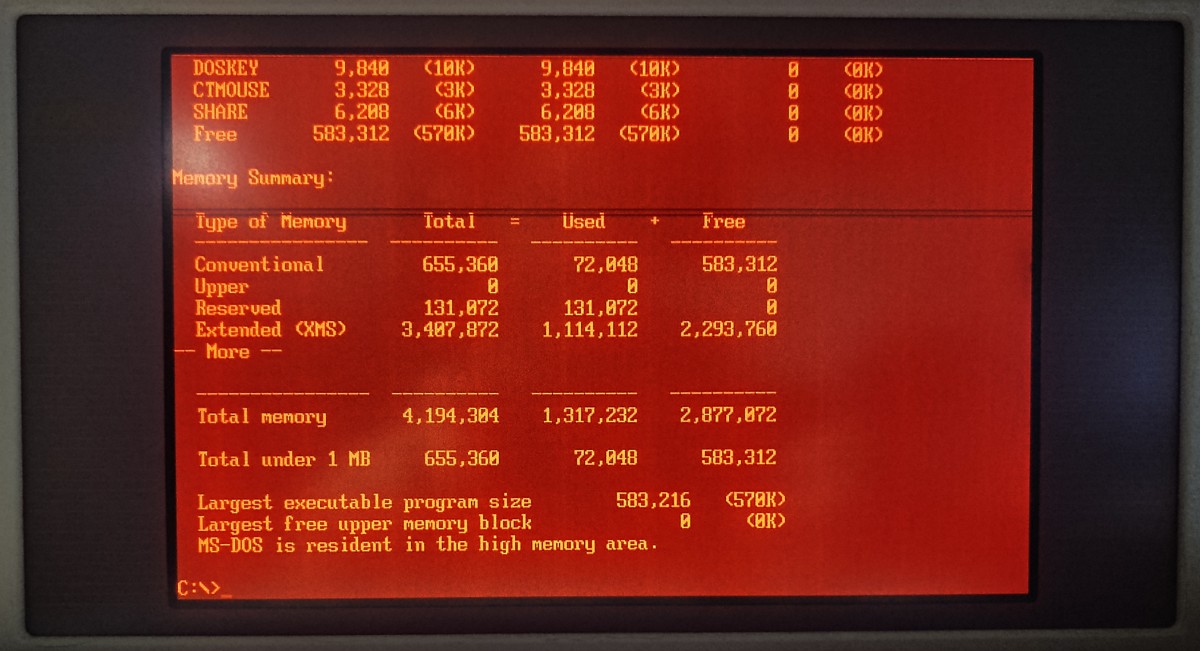 DOSKEY 9,840 (10K) 9,840 (10K) 0 (0K)
CTMOUSE 3,328 (3K) 3,328 (3K) 0 (0K)
SHARE 6,208 (6K) 6,208 (6K) 0 (0K)
Free 583,312 (570K) 583,312 (570K) 0 (0K)
Memory Summary:
Type of Memory Total = Used + Free
---------------- ---------- ---------- ----------
Conventional 655,360 72,048 583,312
Upper 0 0 0
Reserved 131,072 131,072 0
Extended (XMS) 3,407,872 1,114,112 2,293,760
-- More --
---------------- ---------- ---------- ----------
Total memory 4,194,304 1,317,232 2,877,072
Total under 1 MB 655,360 72,048 583,312
Largest executable program size 583,216 (570K)
Largest free upper memory block 0 (0K)
MS-DOS is resident in the high memory area.
C:\>_